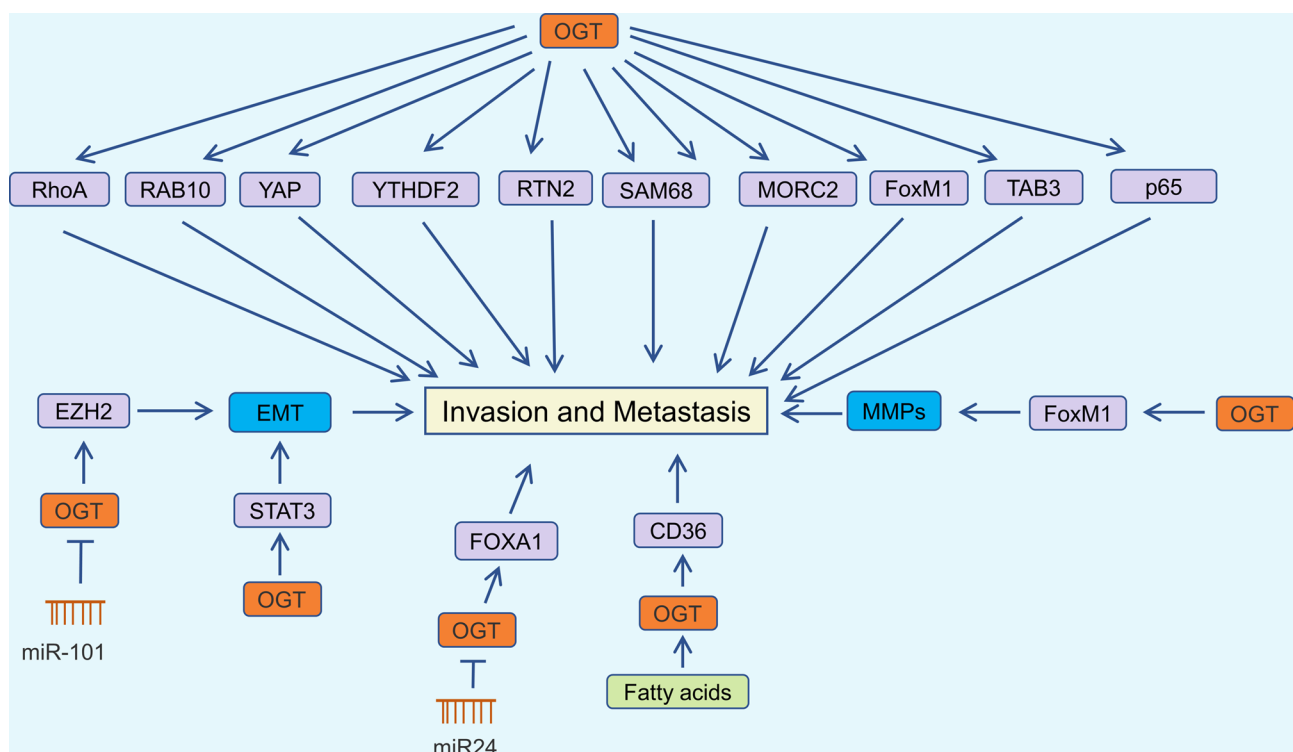 OGT
RhoA
RAB10
YAP
YTHDF2
RTN2
SAM68
MORC2
FoxM1
TAB3
p65
EZH2
EMT
Invasion and Metastasis
MMPs
FoxM1
OGT
OGT
STAT3
FOXA1
CD36
OGT
OGT
OGT
miR-101
Fatty acids
miR24